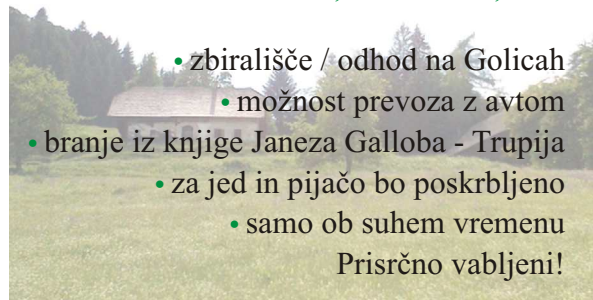 • zbirališče / odhod na Golicah
• možnost prevoza z avtom
• branje iz knjige Janeza Galloba - Trupija
• za jed in pijačo bo poskrbljeno
• samo ob suhem vremenu
Prisrčno vabljeni!